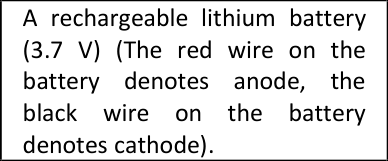 A rechargeable lithium battery
(3.7 V) (The red wire on the
battery denotes anode, the
black wire on the battery
denotes cathode).